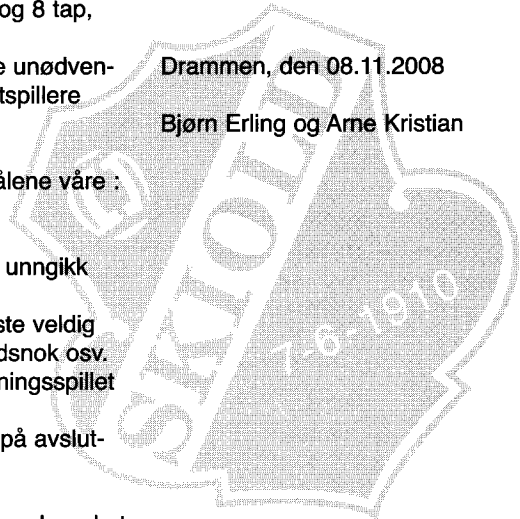 og 8 tap,
e unødven-
tspillere
ålene våre :
unngikk
ste veldig
dsnok osv.
ningsspillet
på avslut-
Drammen, den 08.11.2008
Bjørn Erling og Arne Kristian
SKIOLD
7-6-1910